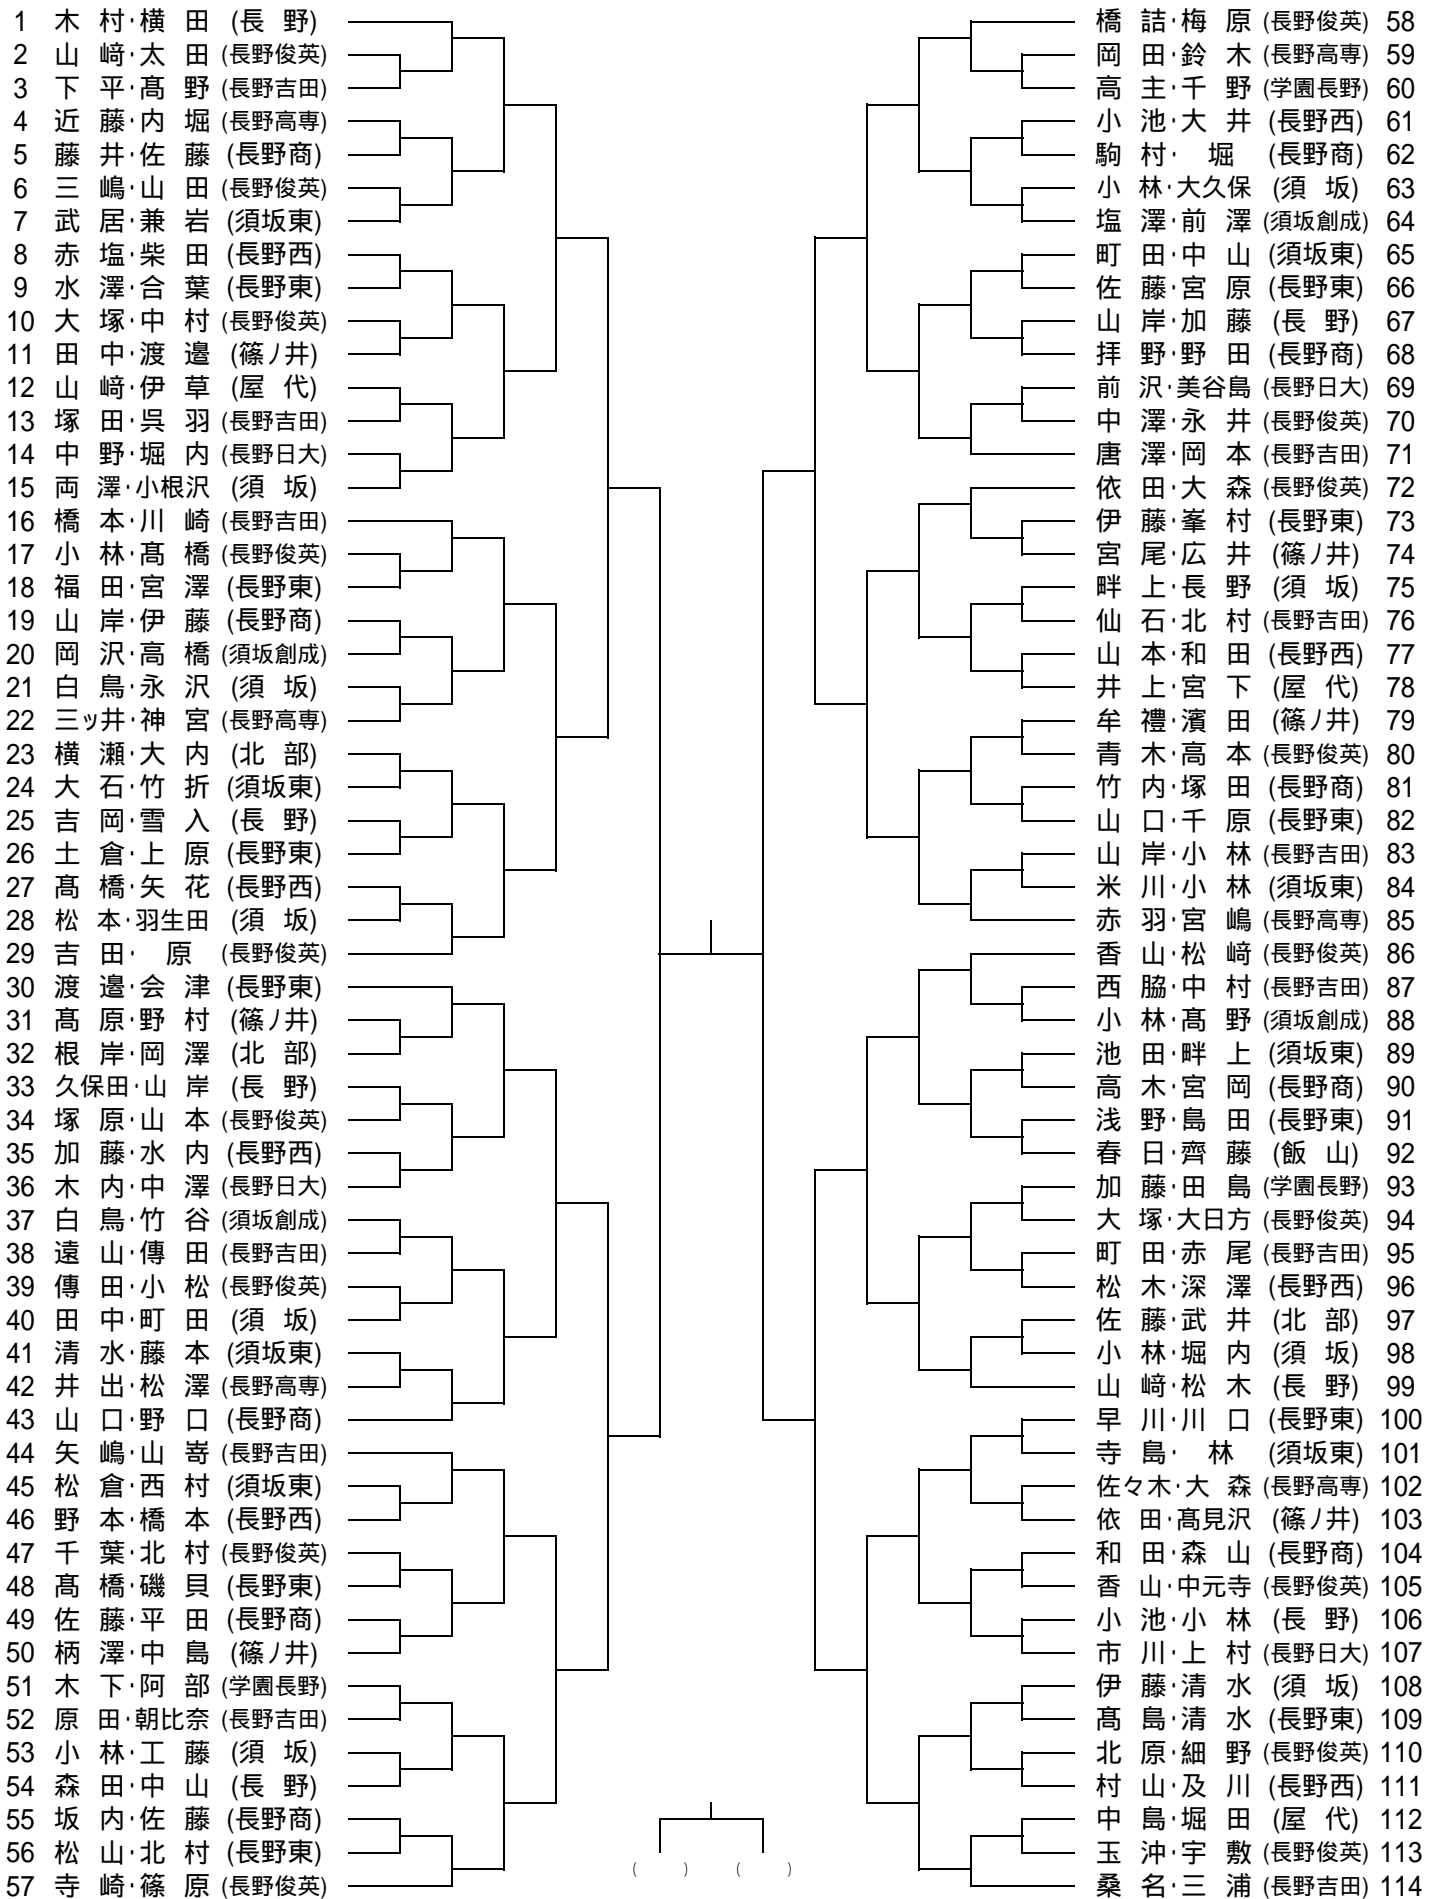 1 木 村・横 田 (長 野)
2 山 﨑・太 田 (長野俊英)
3 下 平・髙 野 (長野吉田)
4 近 藤・内 堀 (長野高専)
5 藤 井・佐 藤 (長野商)
6 三 嶋・山 田 (長野俊英)
7 武 居・兼 岩 (須坂東)
8 赤 塩・柴 田 (長野西)
9 水 澤・合 葉 (長野東)
10 大 塚・中 村 (長野俊英)
11 田 中・渡 邉 (篠ノ井)
12 山 﨑・伊 草 (屋 代)
13 塚 田・呉 羽 (長野吉田)
14 中 野・堀 内 (長野日大)
15 両 澤・小根沢 (須 坂)
16 橋 本・川 崎 (長野吉田)
17 小 林・髙 橋 (長野俊英)
18 福 田・宮 澤 (長野東)
19 山 岸・伊 藤 (長野商)
20 岡 沢・高 橋 (須坂創成)
21 白 鳥・永 沢 (須 坂)
22 三ッ井・神 宮 (長野高専)
23 横 瀬・大 内 (北 部)
24 大 石・竹 折 (須坂東)
25 吉 岡・雪 入 (長 野)
26 土 倉・上 原 (長野東)
27 髙 橋・矢 花 (長野西)
28 松 本・羽生田 (須 坂)
29 吉 田・ 原 (長野俊英)
30 渡 邉・会 津 (長野東)
31 髙 原・野 村 (篠ノ井)
32 根 岸・岡 澤 (北 部)
33 久保田・山 岸 (長 野)
34 塚 原・山 本 (長野俊英)
35 加 藤・水 内 (長野西)
36 木 内・中 澤 (長野日大)
37 白 鳥・竹 谷 (須坂創成)
38 遠 山・傳 田 (長野吉田)
39 傳 田・小 松 (長野俊英)
40 田 中・町 田 (須 坂)
41 清 水・藤 本 (須坂東)
42 井 出・松 澤 (長野高専)
43 山 口・野 口 (長野商)
44 矢 嶋・山 嵜 (長野吉田)
45 松 倉・西 村 (須坂東)
46 野 本・橋 本 (長野西)
47 千 葉・北 村 (長野俊英)
48 髙 橋・磯 貝 (長野東)
49 佐 藤・平 田 (長野商)
50 柄 澤・中 島 (篠ノ井)
51 木 下・阿 部 (学園長野)
52 原 田・朝比奈 (長野吉田)
53 小 林・工 藤 (須 坂)
54 森 田・中 山 (長 野)
55 坂 内・佐 藤 (長野商)
56 松 山・北 村 (長野東)
57 寺 崎・篠 原 (長野俊英)
( ) ( )
橋 詰・梅 原 (長野俊英) 58
岡 田・鈴 木 (長野高専) 59
高 主・千 野 (学園長野) 60
小 池・大 井 (長野西) 61
駒 村・ 堀 (長野商) 62
小 林・大久保 (須 坂) 63
塩 澤・前 澤 (須坂創成) 64
町 田・中 山 (須坂東) 65
佐 藤・宮 原 (長野東) 66
山 岸・加 藤 (長 野) 67
拝 野・野 田 (長野商) 68
前 沢・美谷島 (長野日大) 69
中 澤・永 井 (長野俊英) 70
唐 澤・岡 本 (長野吉田) 71
依 田・大 森 (長野俊英) 72
伊 藤・峯 村 (長野東) 73
宮 尾・広 井 (篠ノ井) 74
畔 上・長 野 (須 坂) 75
仙 石・北 村 (長野吉田) 76
山 本・和 田 (長野西) 77
井 上・宮 下 (屋 代) 78
牟 禮・濱 田 (篠ノ井) 79
青 木・高 本 (長野俊英) 80
竹 内・塚 田 (長野商) 81
山 口・千 原 (長野東) 82
山 岸・小 林 (長野吉田) 83
米 川・小 林 (須坂東) 84
赤 羽・宮 嶋 (長野高専) 85
香 山・松 﨑 (長野俊英) 86
西 脇・中 村 (長野吉田) 87
小 林・髙 野 (須坂創成) 88
池 田・畔 上 (須坂東) 89
高 木・宮 岡 (長野商) 90
浅 野・島 田 (長野東) 91
春 日・齊 藤 (飯 山) 92
加 藤・田 島 (学園長野) 93
大 塚・大日方 (長野俊英) 94
町 田・赤 尾 (長野吉田) 95
松 木・深 澤 (長野西) 96
佐 藤・武 井 (北 部) 97
小 林・堀 内 (須 坂) 98
山 﨑・松 木 (長 野) 99
早 川・川 口 (長野東) 100
寺 島・ 林 (須坂東) 101
佐々木・大 森 (長野高専) 102
依 田・髙見沢 (篠ノ井) 103
和 田・森 山 (長野商) 104
香 山・中元寺 (長野俊英) 105
小 池・小 林 (長 野) 106
市 川・上 村 (長野日大) 107
伊 藤・清 水 (須 坂) 108
髙 島・清 水 (長野東) 109
北 原・細 野 (長野俊英) 110
村 山・及 川 (長野西) 111
中 島・堀 田 (屋 代) 112
玉 沖・宇 敷 (長野俊英) 113
桑 名・三 浦 (長野吉田) 114